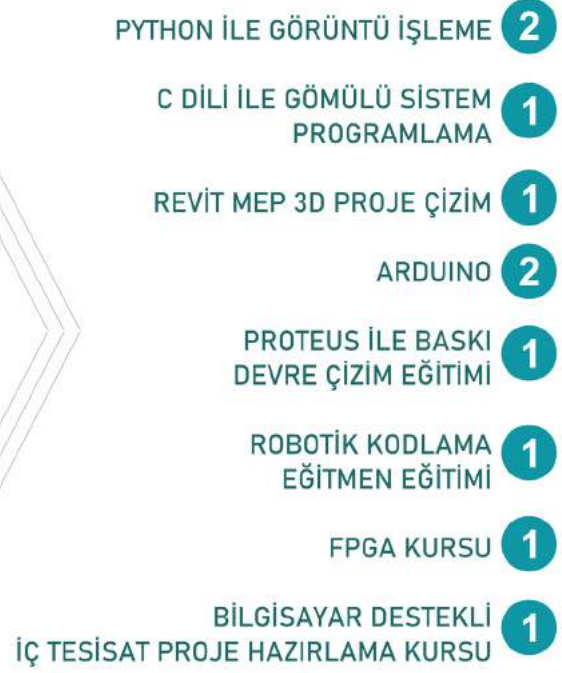 PYTHON İLE GÖRÜNTÜ İŞLEME 2
C DİLİ İLE GÖMÜLÜ SİSTEM
PROGRAMLAMA 1
REVİT MEP 3D PROJE ÇİZİM 1
ARDUINO 2
PROTEUS İLE BASKI
DEVRE ÇİZİM EĞİTİMİ 1
ROBOTİK KODLAMA
EĞİTMEN EĞİTİMİ 1
FPGA KURSU 1
BİLGİSAYAR DESTEKLİ
İÇ TESİSAT PROJE HAZIRLAMA KURSU 1